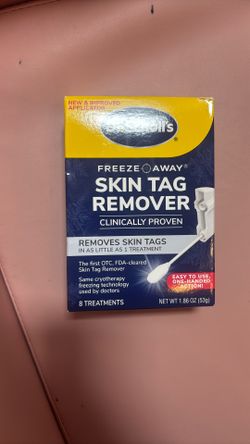 NEW & IMPROVED
APPLICATOR!
FREEZE AWAY®
SKIN TAG
REMOVER
CLINICALLY PROVEN
REMOVES SKIN TAGS
IN AS LITTLE AS 1 TREATMENT
The first OTC, FDA-cleared
Skin Tag Remover
Same cryotherapy
freezing technology
used by doctors
EASY TO USE,
ONE-HANDED
ACTION!
8 TREATMENTS
NET WT 1.86 OZ (53g)